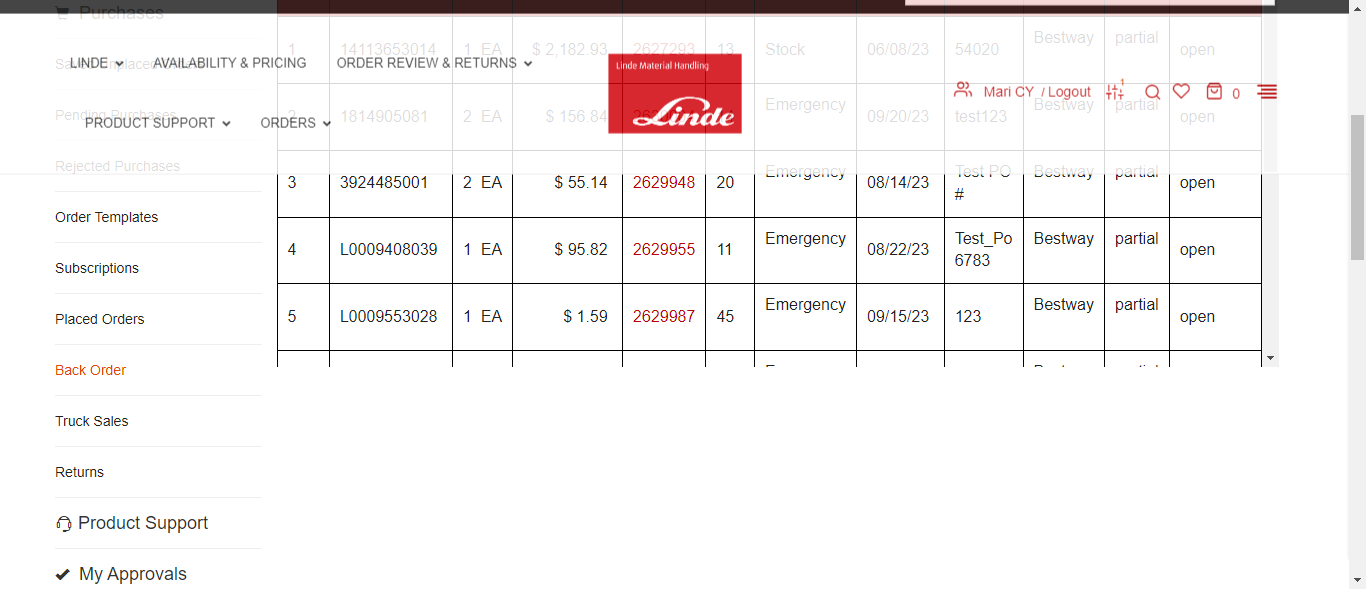 Purchases
LINDE AVAILABILITY & PRICING ORDER REVIEW & RETURNS
PRODUCT SUPPORT ORDERS
Linde Material Handling
Linde
Mari CY / Logout 1 0
Pending Purchases
Rejected Purchases
Order Templates
Subscriptions
Placed Orders
Back Order
Truck Sales
Returns
Product Support
My Approvals
1 14113653014 1 EA $ 2,182.93 2627293 13 Stock 06/08/23 54020 Bestway partial open
1814905081 2 EA $ 156.84 Emergency 09/20/23 test123 Bestway partial open
3 3924485001 2 EA $ 55.14 2629948 20 Emergency 08/14/23 Test PO # Bestway partial open
4 L0009408039 1 EA $ 95.82 2629955 11 Emergency 08/22/23 Test_Po 6783 Bestway partial open
5 L0009553028 1 EA $ 1.59 2629987 45 Emergency 09/15/23 123 Bestway partial open